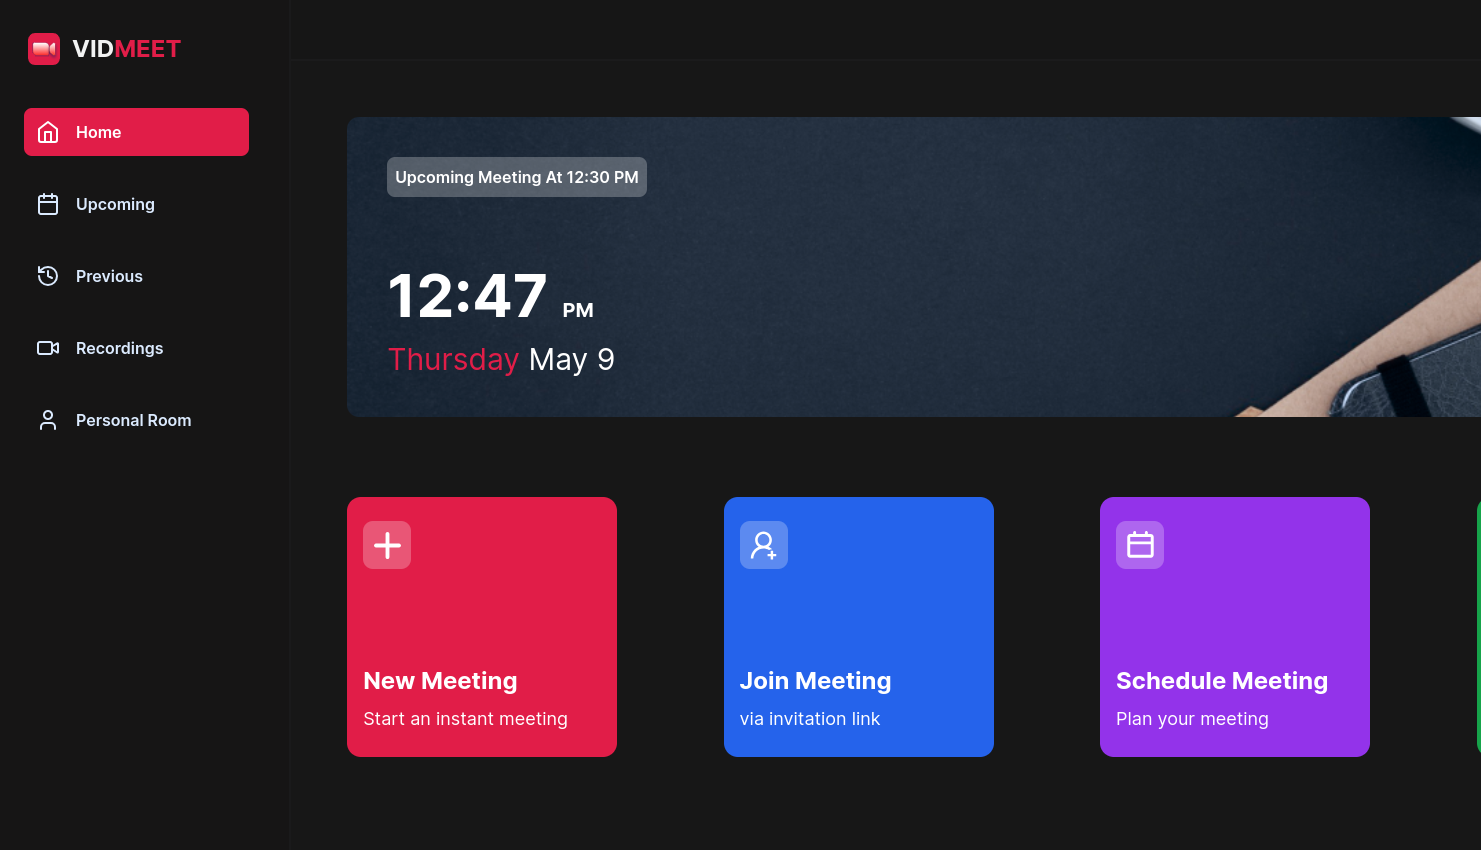 VIDMEET
Home
Upcoming
Previous
Recordings
Personal Room
Upcoming Meeting At 12:30 PM
12:47 PM
Thursday May 9
New Meeting
Start an instant meeting
Join Meeting
via invitation link
Schedule Meeting
Plan your meeting